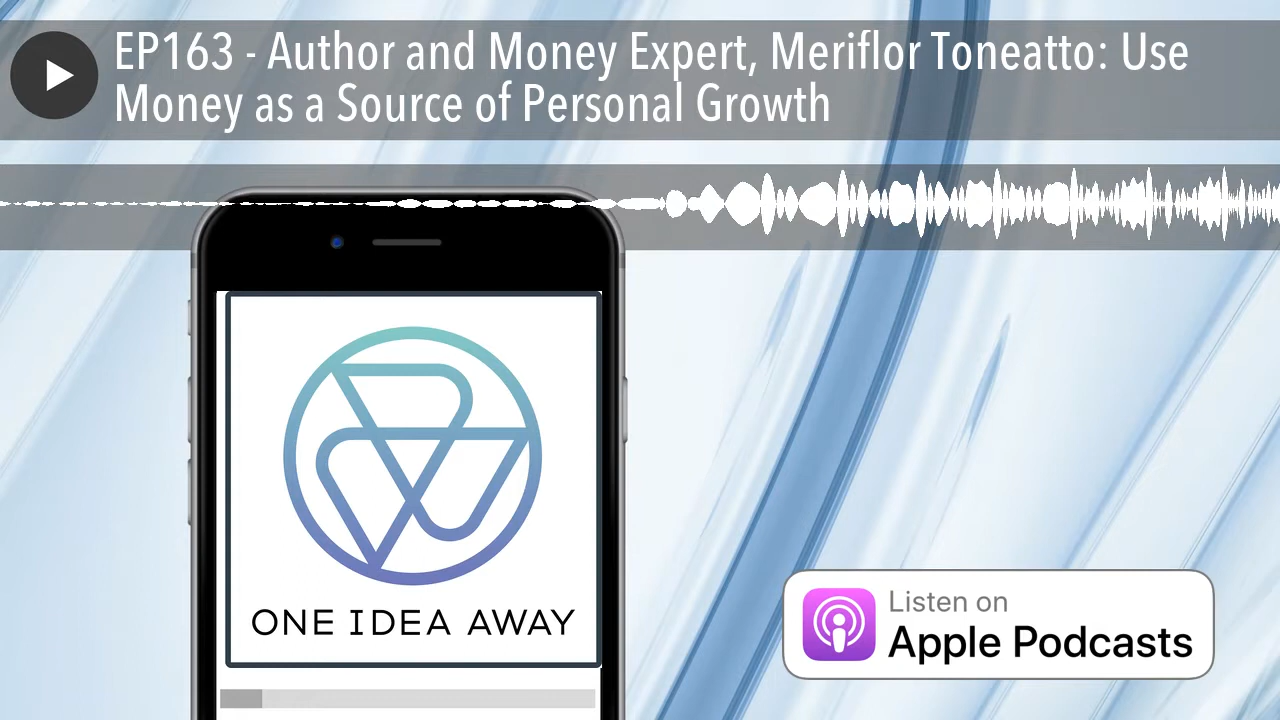 EP163 - Author and Money Expert, Meriflor Toneatto: Use
Money as a Source of Personal Growth
ONE IDEA AWAY
Listen on
Apple Podcasts